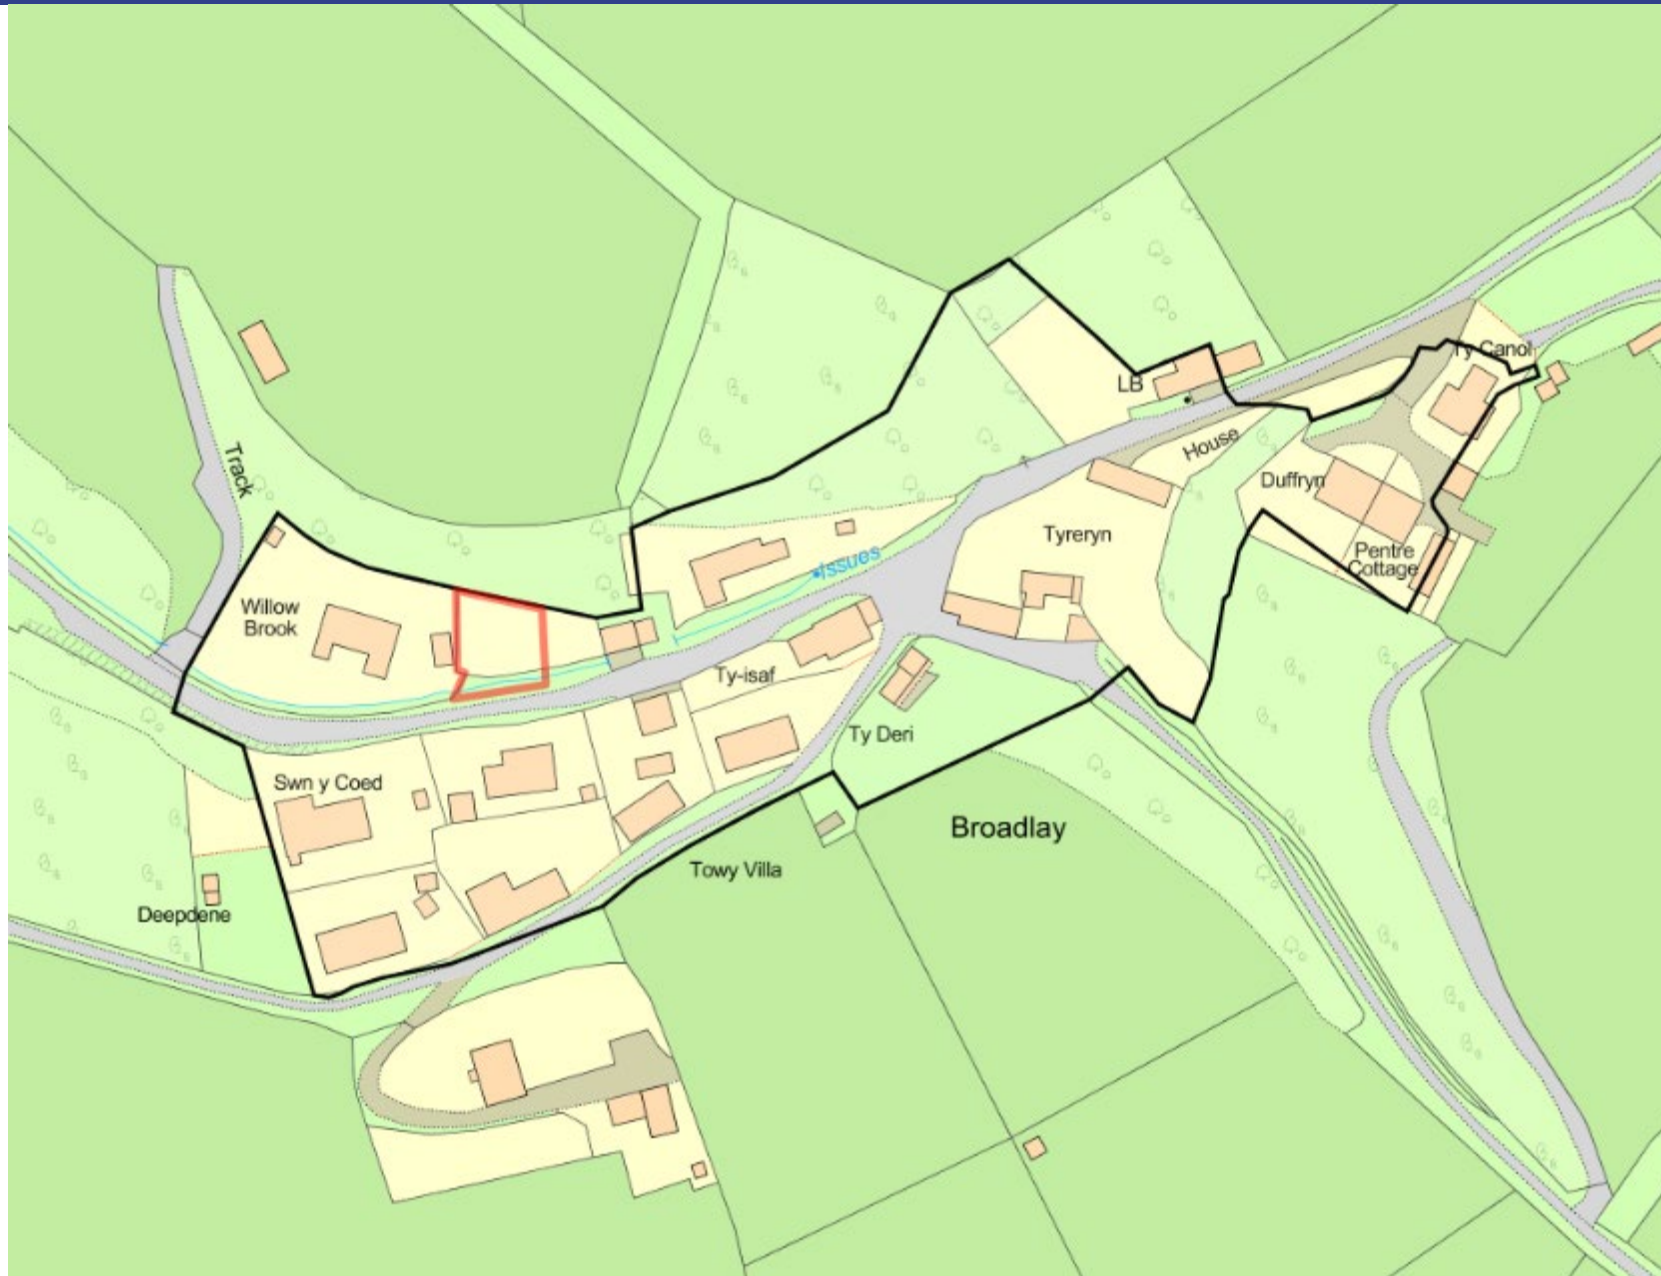 Ty Canol
LB
House
Track
Duffryn
Tyreryn
Pentre
Cottage
Issues
Willow
Brook
Ty-isaf
Ty Deri
Swn y Coed
Broadlay
Towy Villa
Deepdene